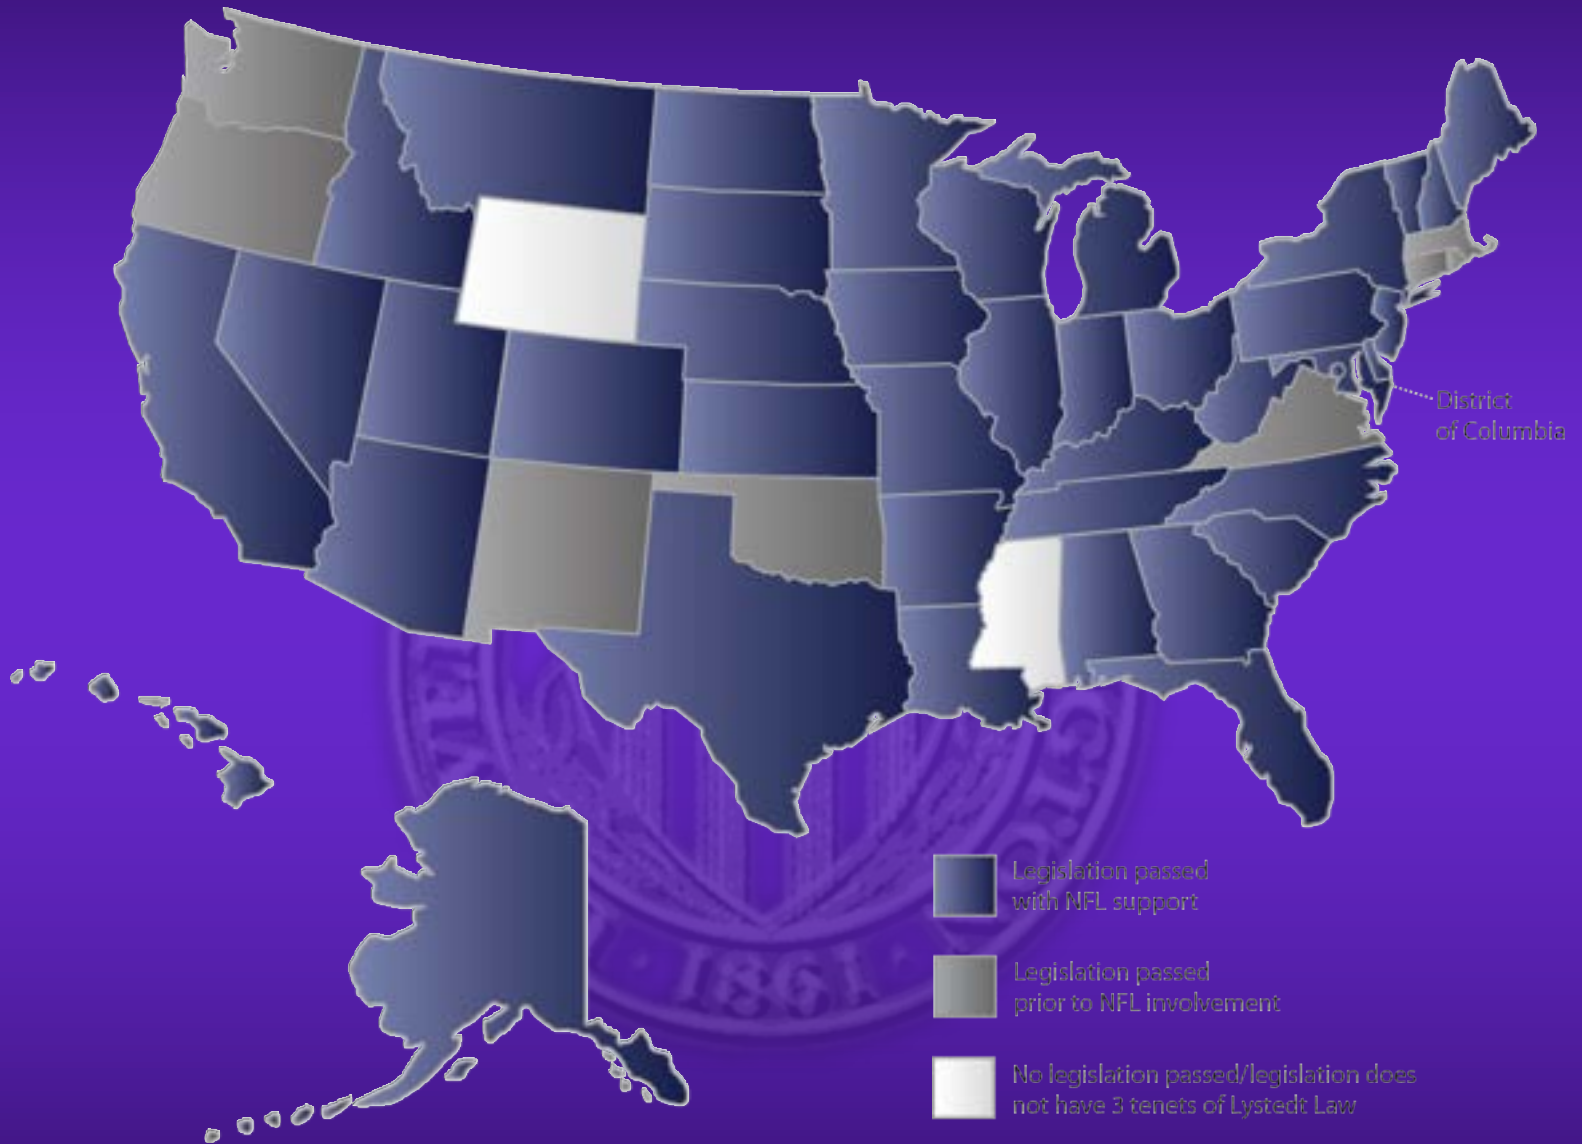 District
of Columbia
Legislation passed
with NFL support
Legislation passed
prior to NFL involvement
No legislation passed/legislation does
not have 3 tenets of Lystedt Law
· 1861 ·